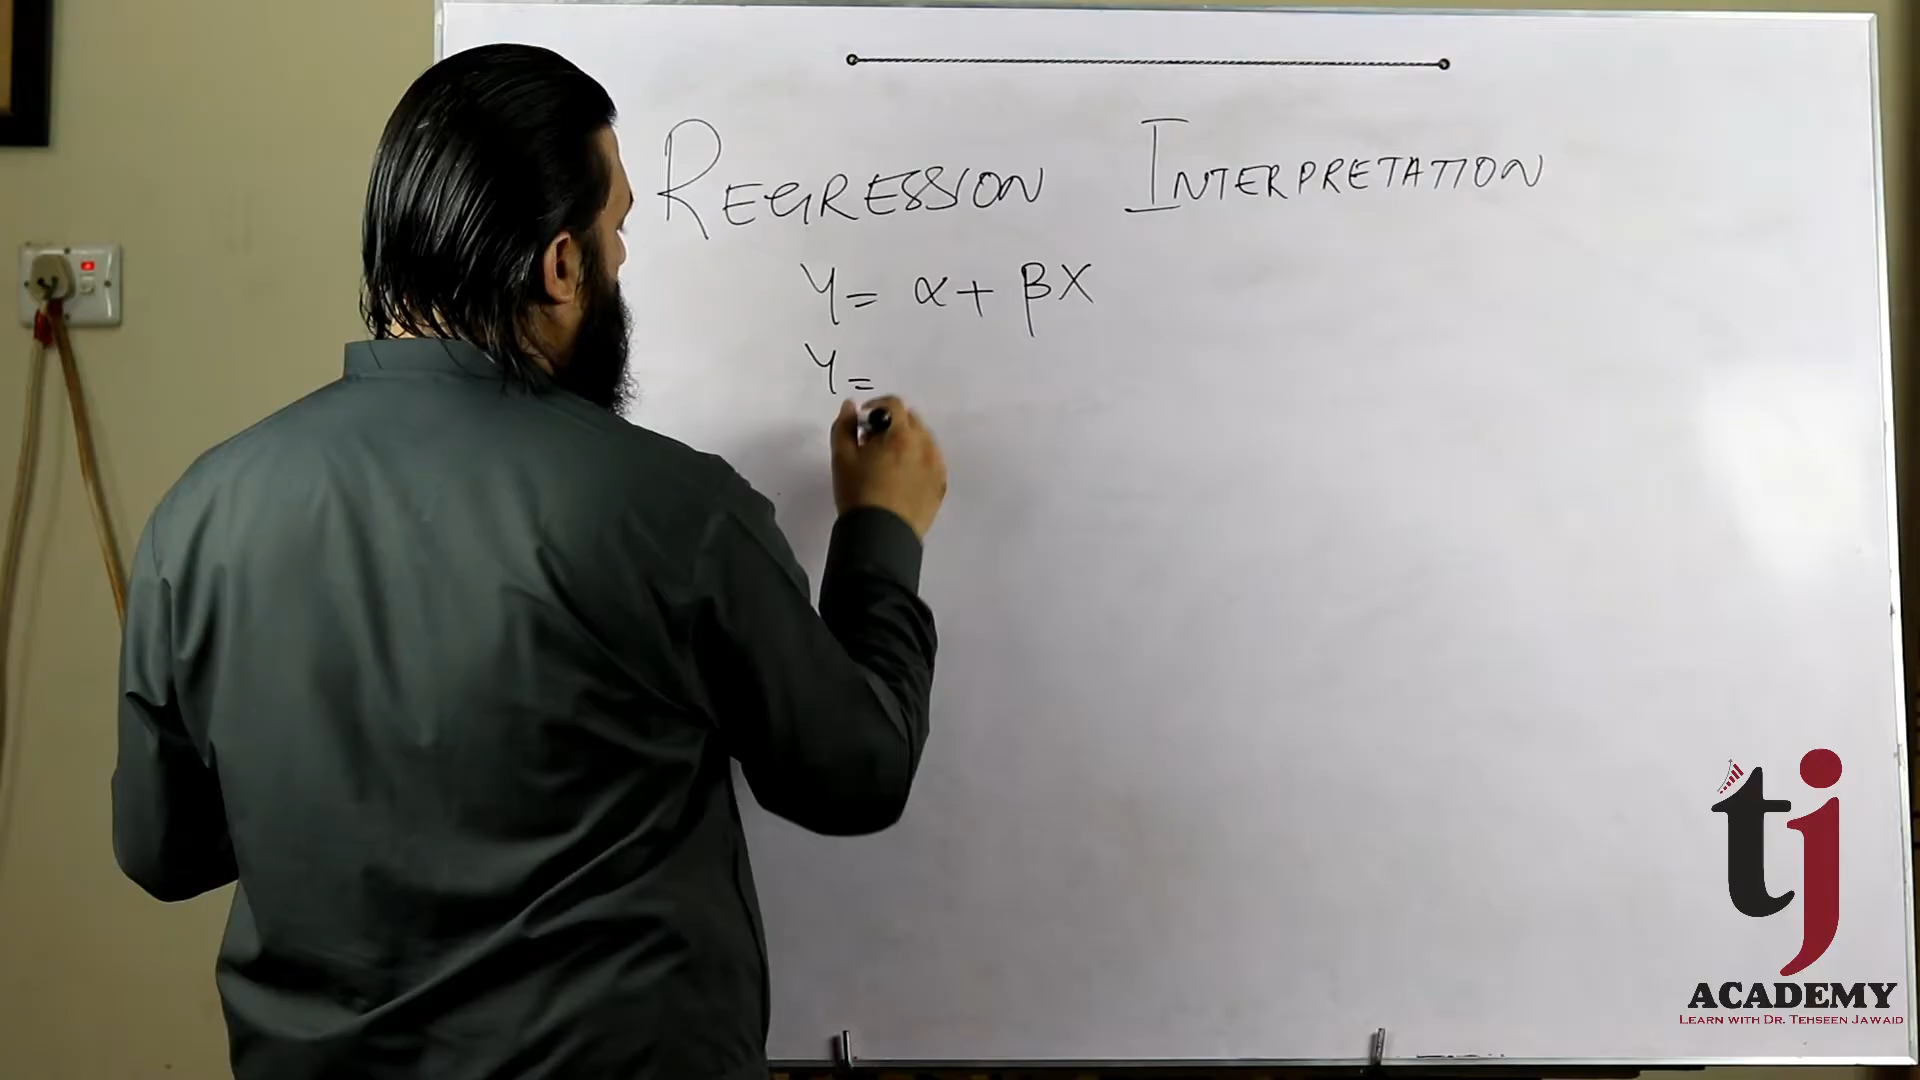 REGRESSION INTERPRETATION
Y = α + βX
Y =
tj
ACADEMY
LEARN WITH DR. TEHSEEN JAWAID